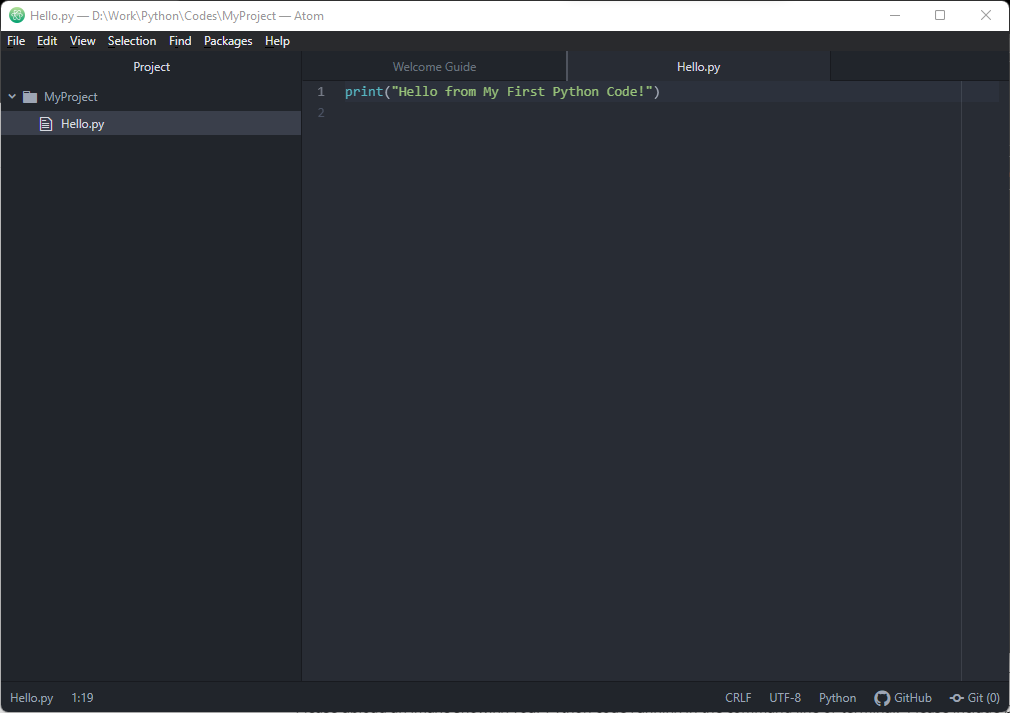 Hello.py — D:\Work\Python\Codes\MyProject — Atom
File Edit View Selection Find Packages Help
Project
Welcome Guide
Hello.py
MyProject
Hello.py
1 print("Hello from My First Python Code!")
2
Hello.py 1:19 CRLF UTF-8 Python GitHub Git (0)